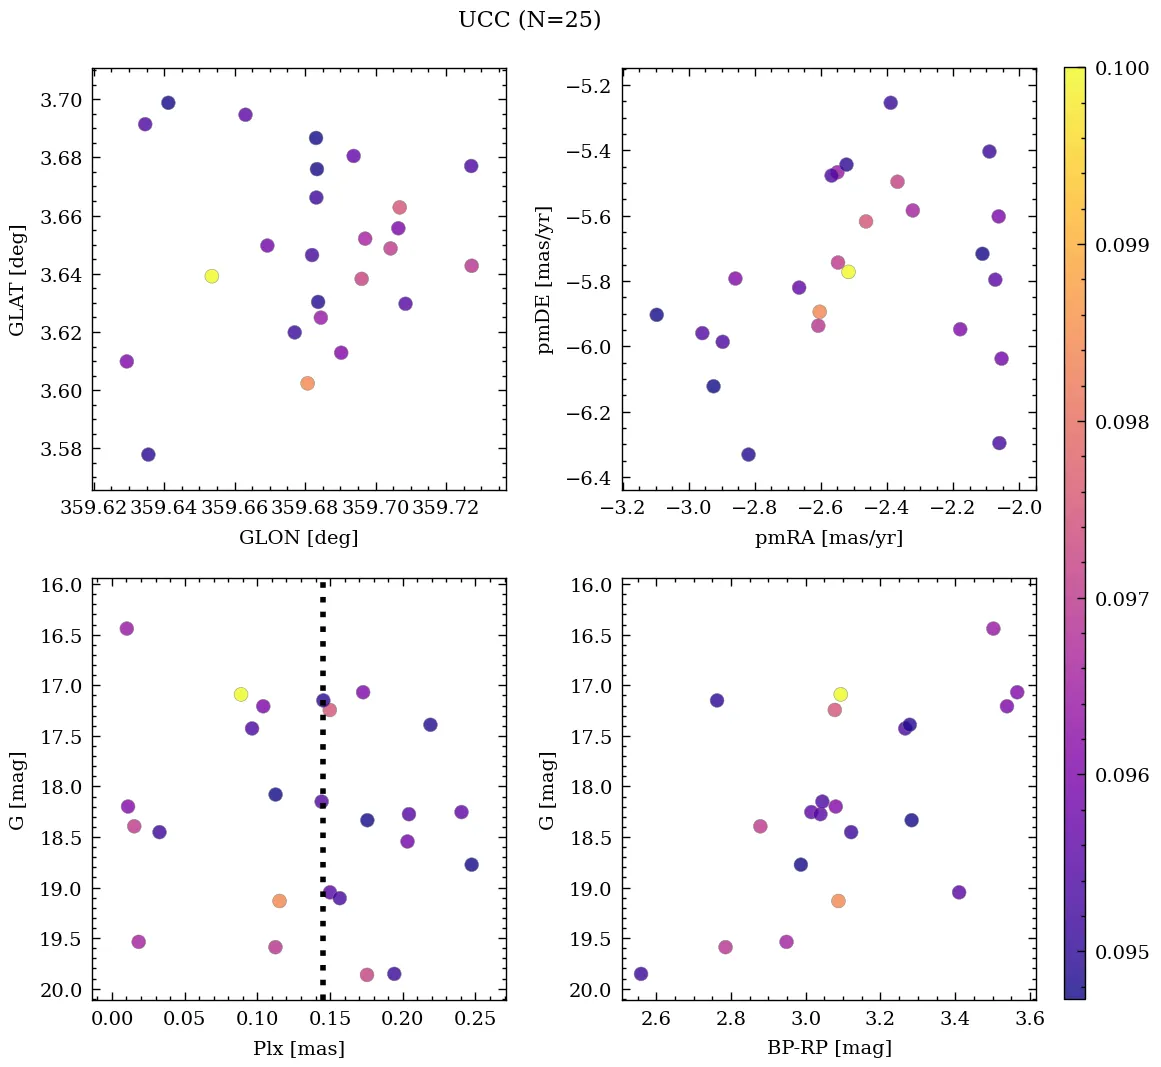 UCC (N=25)
3.70
3.68
3.66
3.64
3.62
3.60
3.58
GLAT [deg]
359.62 359.64 359.66 359.68 359.70 359.72
GLON [deg]
−5.2
−5.4
−5.6
−5.8
−6.0
−6.2
−6.4
pmDE [mas/yr]
−3.2 −3.0 −2.8 −2.6 −2.4 −2.2 −2.0
pmRA [mas/yr]
16.0
16.5
17.0
17.5
18.0
18.5
19.0
19.5
20.0
G [mag]
0.00 0.05 0.10 0.15 0.20 0.25
Plx [mas]
16.0
16.5
17.0
17.5
18.0
18.5
19.0
19.5
20.0
G [mag]
2.6 2.8 3.0 3.2 3.4 3.6
BP-RP [mag]
0.100
0.099
0.098
0.097
0.096
0.095